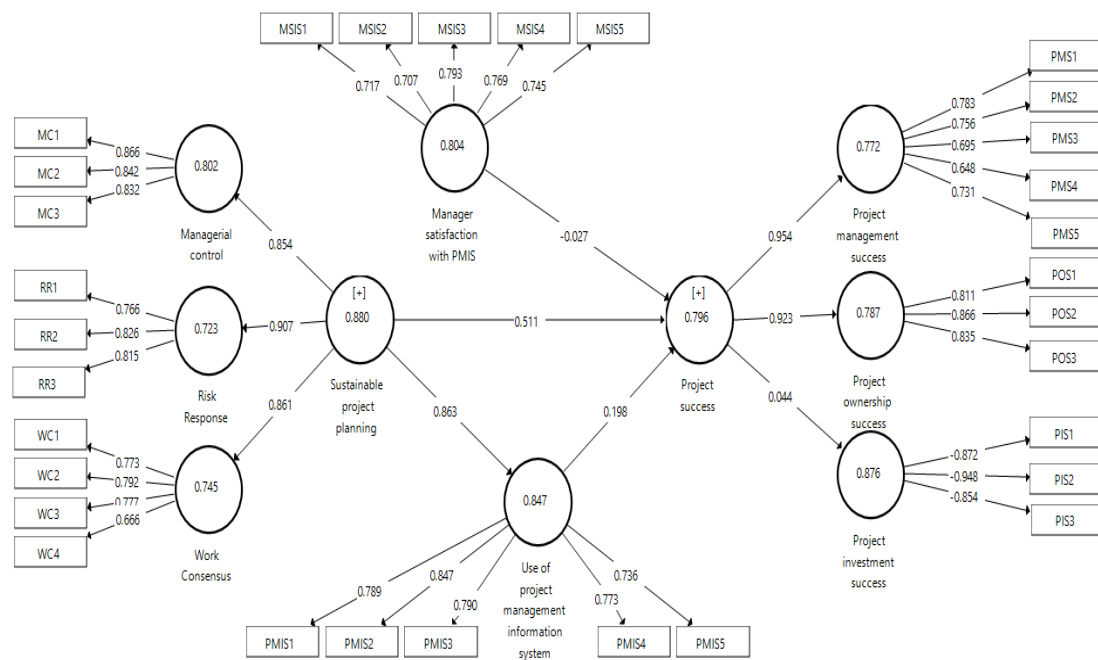 MSIS1
MSIS2
MSIS3
MSIS4
MSIS5
0.717
0.707
0.793
0.769
0.745
0.804
Manager
satisfaction
with PMIS
-0.027
MC1
MC2
MC3
0.866
0.842
0.832
0.802
Managerial
control
0.854
RR1
RR2
RR3
0.766
0.826
0.815
0.723
Risk
Response
0.907
WC1
WC2
WC3
WC4
0.773
0.792
0.777
0.666
0.745
Work
Consensus
0.861
[+]
0.880
Sustainable
project
planning
0.511
0.863
0.847
Use of
project
management
information
system
0.198
0.789
0.847
0.790
0.773
0.736
PMIS1
PMIS2
PMIS3
PMIS4
PMIS5
[+]
0.796
Project
success
0.954
0.923
0.044
0.772
Project
management
success
0.783
0.756
0.695
0.648
0.731
PMS1
PMS2
PMS3
PMS4
PMS5
0.787
Project
ownership
success
0.811
0.866
0.835
POS1
POS2
POS3
0.876
Project
investment
success
-0.872
-0.948
-0.854
PIS1
PIS2
PIS3